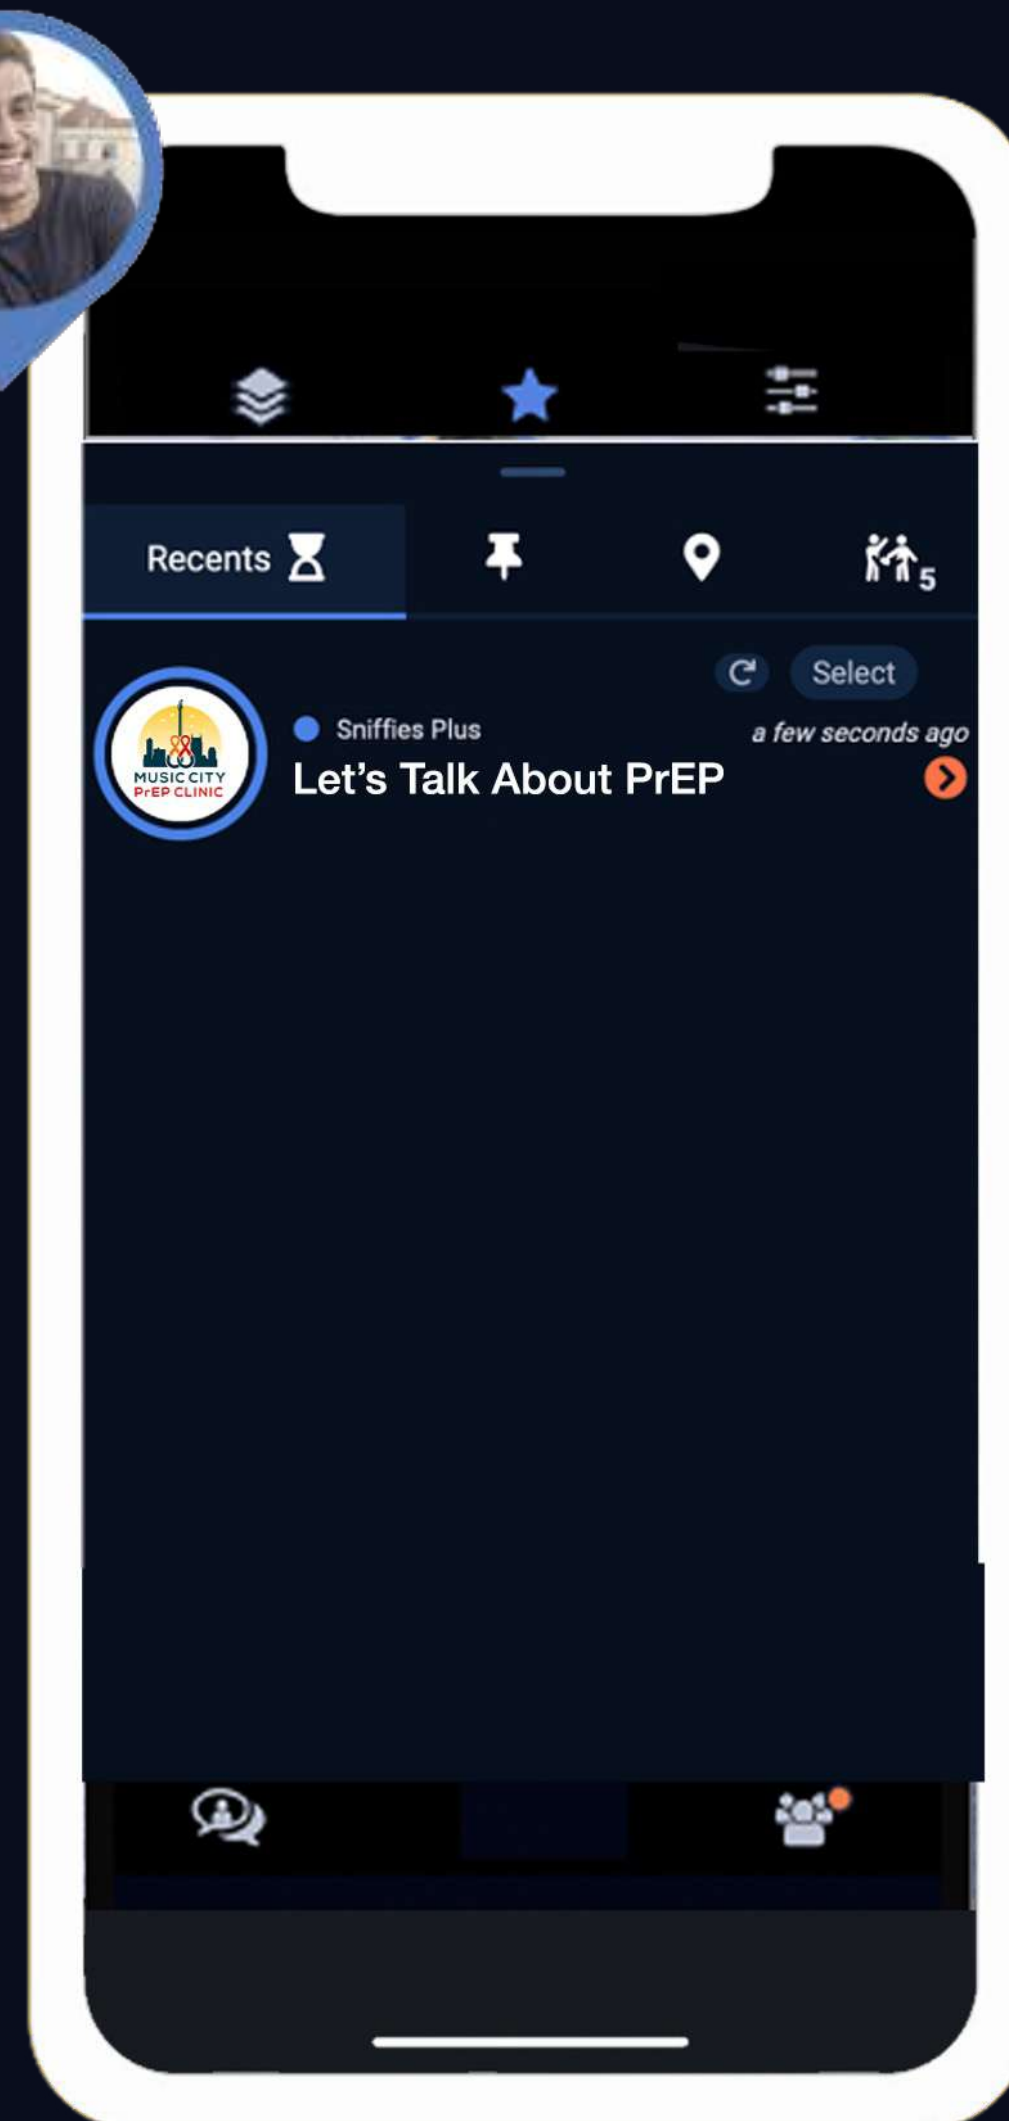 Recents
5
Select
Sniffies Plus
a few seconds ago
Let's Talk About PrEP
MUSIC CITY
PrEP CLINIC